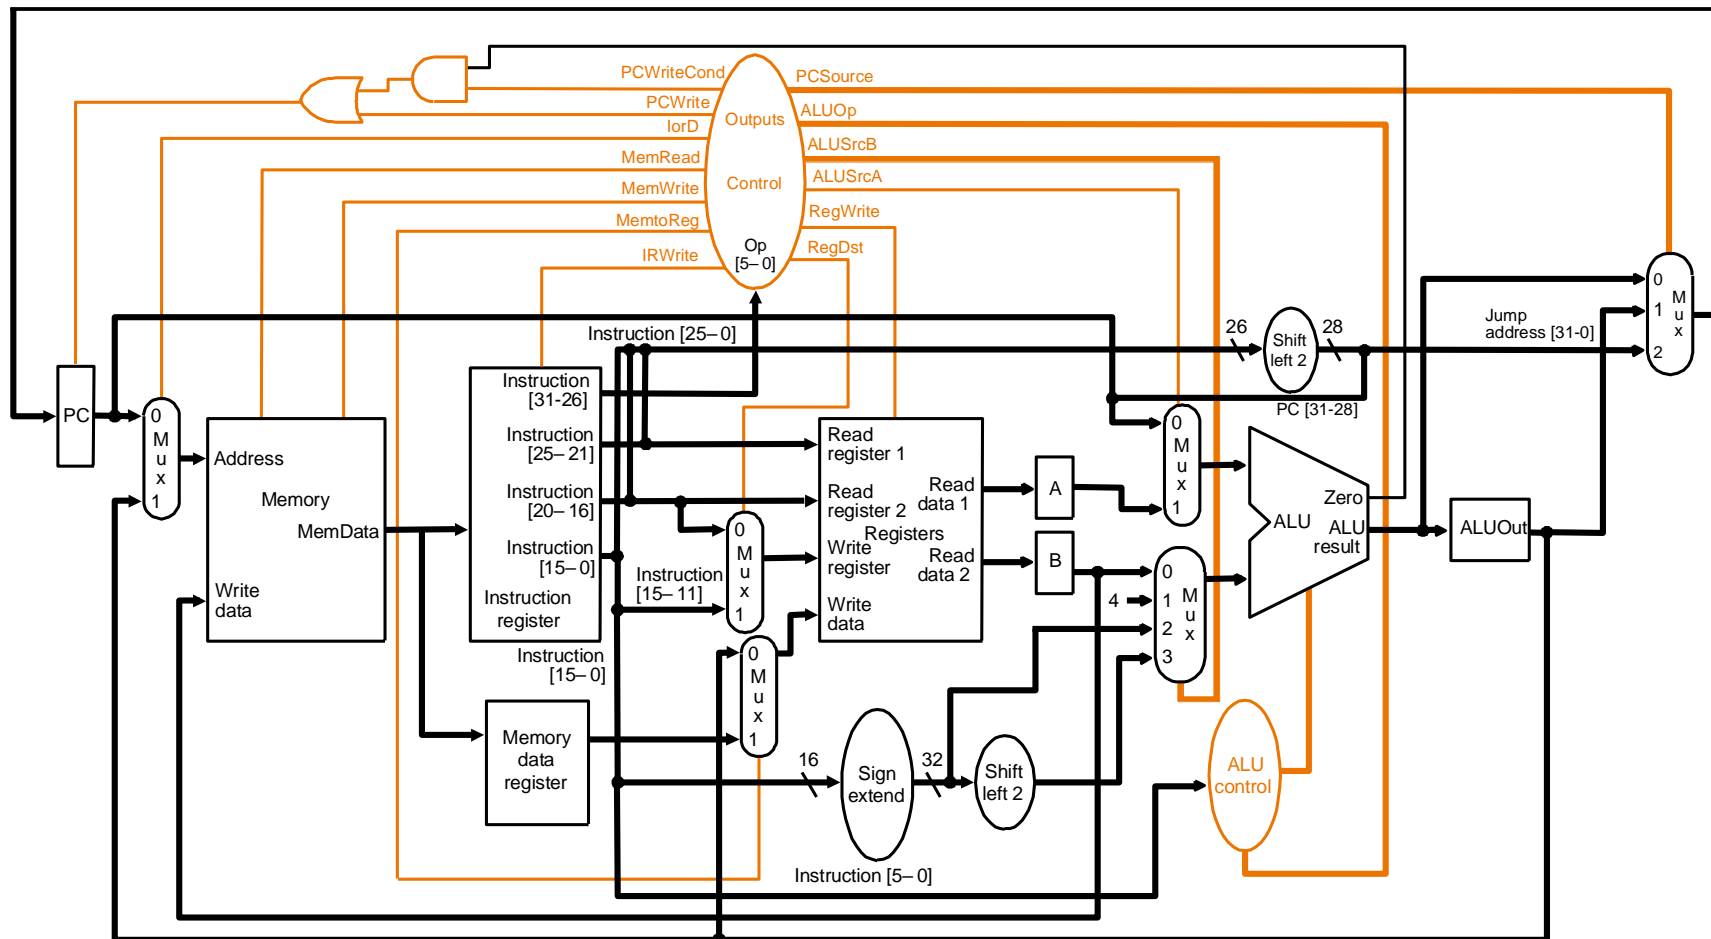 PCWriteCond
PCSource
PCWrite
Outputs
ALUOp
IorD
ALUSrcB
MemRead
ALUSrcA
Control
MemWrite
RegWrite
MemtoReg
Op
[5–0]
RegDst
IRWrite
Instruction [25–0]
26
Shift
left 2
28
Jump
address [31-0]
0
1
2
M
u
x
PC [31-28]
PC
0
M
u
x
1
Address
Memory
MemData
Write
data
Instruction
[31-26]
Instruction
[25–21]
Instruction
[20–16]
Instruction
[15–0]
Instruction
register
Instruction
[15–0]
Instruction
[15–11]
0
M
u
x
1
0
M
u
x
1
Read
register 1
Read
register 2
Registers
Write
register
Write
data
Read
data 1
Read
data 2
A
B
4
0
M
u
x
1
0
1
2
3
M
u
x
Zero
ALU
ALU
result
ALUOut
Memory
data
register
16
Sign
extend
32
Shift
left 2
ALU
control
Instruction [5–0]